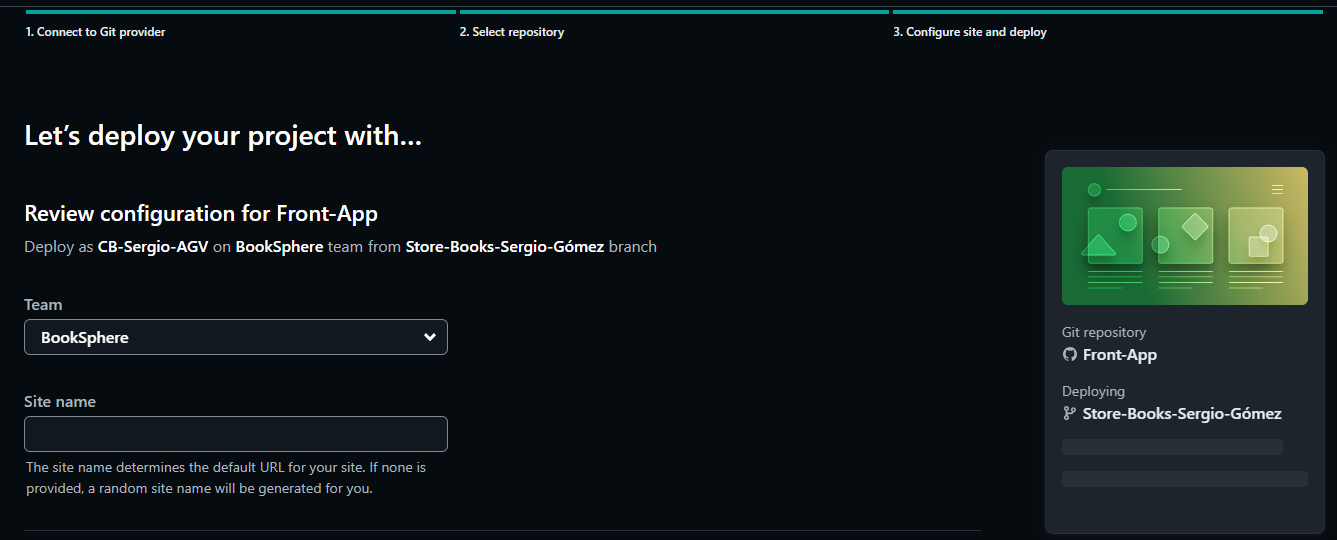 1. Connect to Git provider
2. Select repository
3. Configure site and deploy
Let’s deploy your project with…
Review configuration for Front-App
Deploy as CB-Sergio-AGV on BookSphere team from Store-Books-Sergio-Gómez branch
Team
BookSphere
Site name
The site name determines the default URL for your site. If none is
provided, a random site name will be generated for you.
Git repository
Front-App
Deploying
Store-Books-Sergio-Gómez